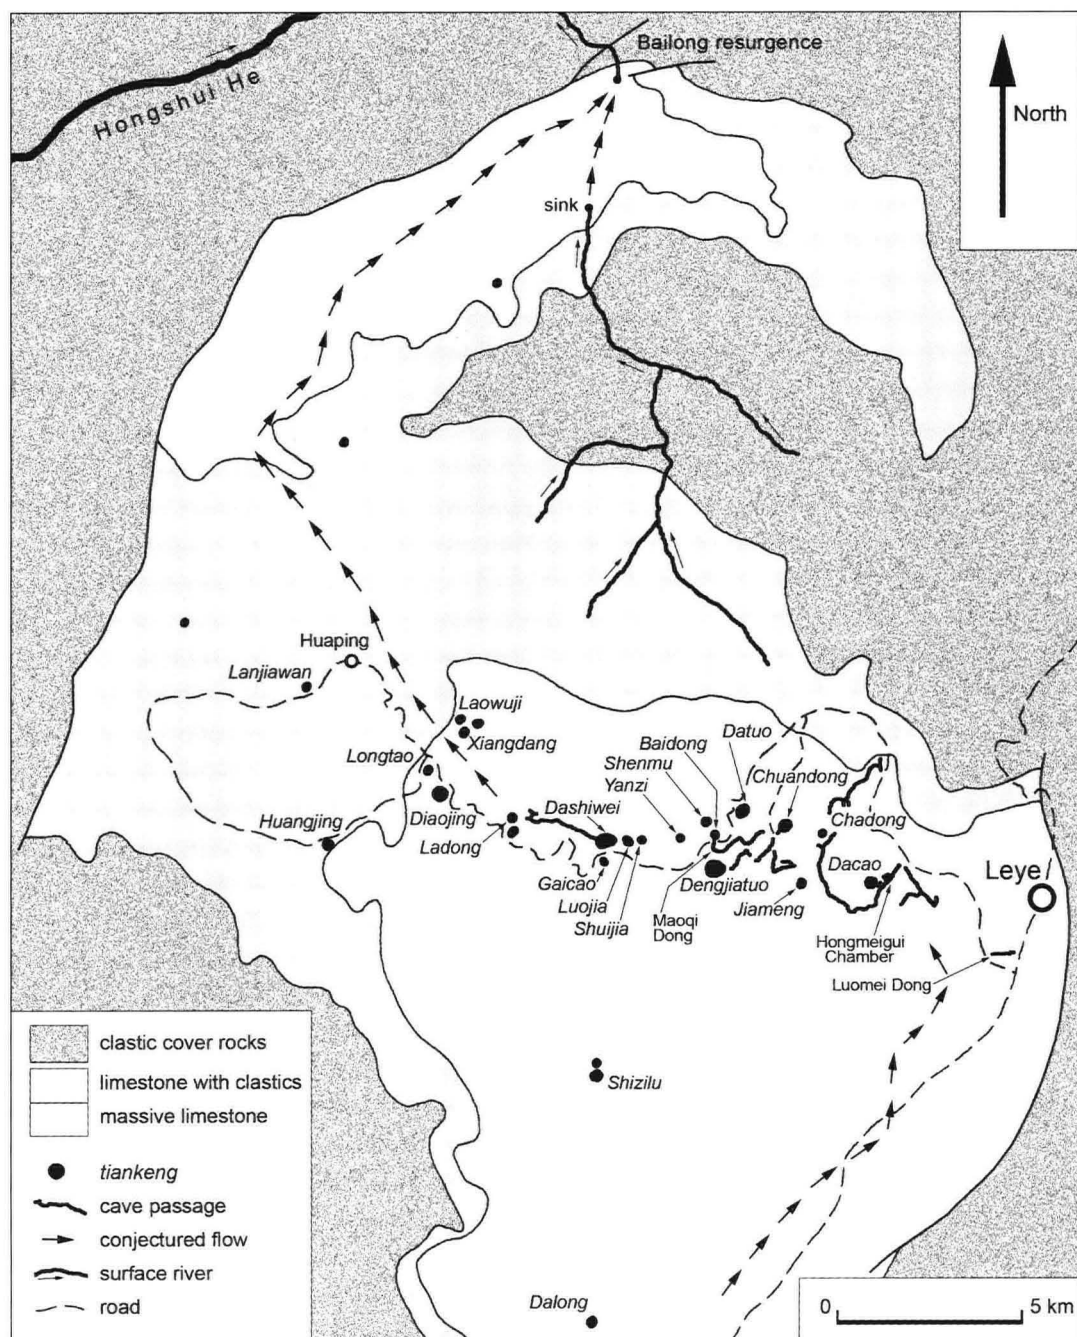 Bailong resurgence
Hongshui He
North
sink
Huaping
Lanjiawan
Laowuji
Xiangdang
Longtao
Datuo
Baidong
Shenmu
Yanzi
Chuandong
Diaojing
Dashiwei
Chadong
Huangjing
Ladong
Dacao
Leye
Gaicao
Dengjiatuo
Luojia
Shuijia
Maoqi
Dong
Jiameng
Hongmeigui
Chamber
Luomei Dong
Shizilu
Dalong
clastic cover rocks
limestone with clastics
massive limestone
tiankeng
cave passage
conjectured flow
surface river
road
0 5 km